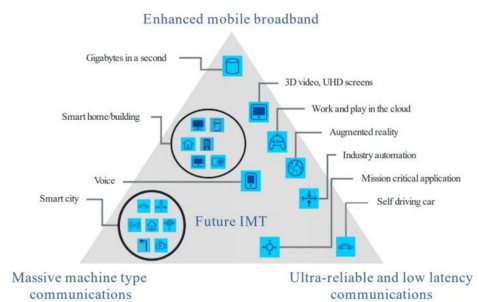 Enhanced mobile broadband
Gigabytes in a second
3D video, UHD screens
Smart home/building
Work and play in the cloud
Augmented reality
Industry automation
Voice
Mission critical application
Smart city
Self driving car
Future IMT
Massive machine type
communications
Ultra-reliable and low latency
communications